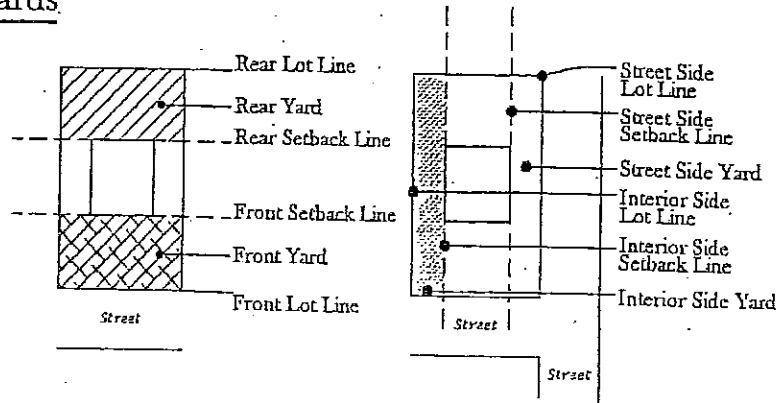 Rear Lot Line
Rear Yard
Rear Setback Line
Front Setback Line
Front Yard
Front Lot Line
Street
Street Side
Lot Line
Street Side
Setback Line
Street Side Yard
Interior Side
Lot Line
Interior Side
Setback Line
Interior Side Yard
Street
Street